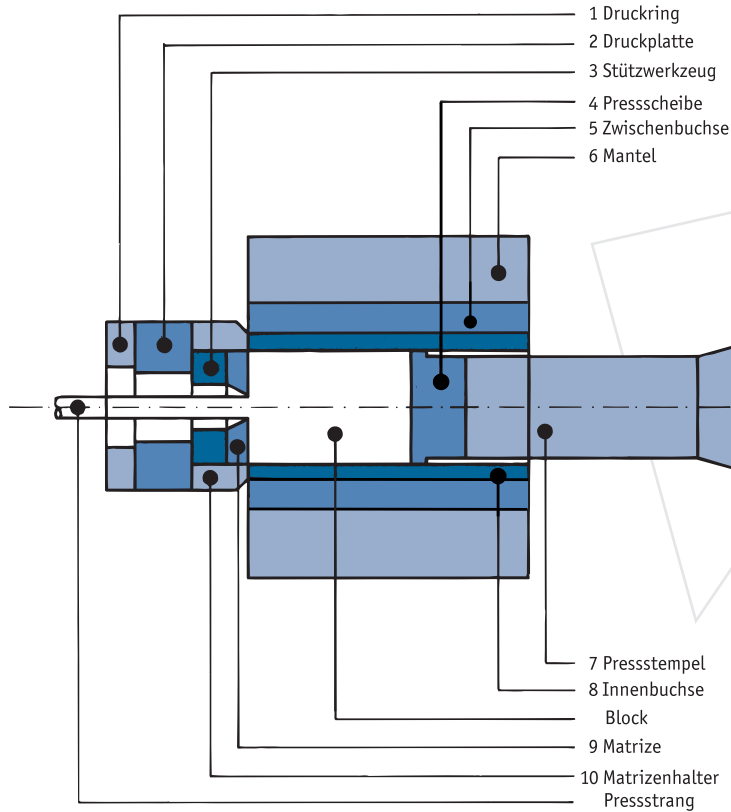 1 Druckring
2 Druckplatte
3 Stützwerkzeug
4 Pressscheibe
5 Zwischenbuchse
6 Mantel
7 Pressstempel
8 Innenbuchse
Block
9 Matrize
10 Matrizenhalter
Pressstrang